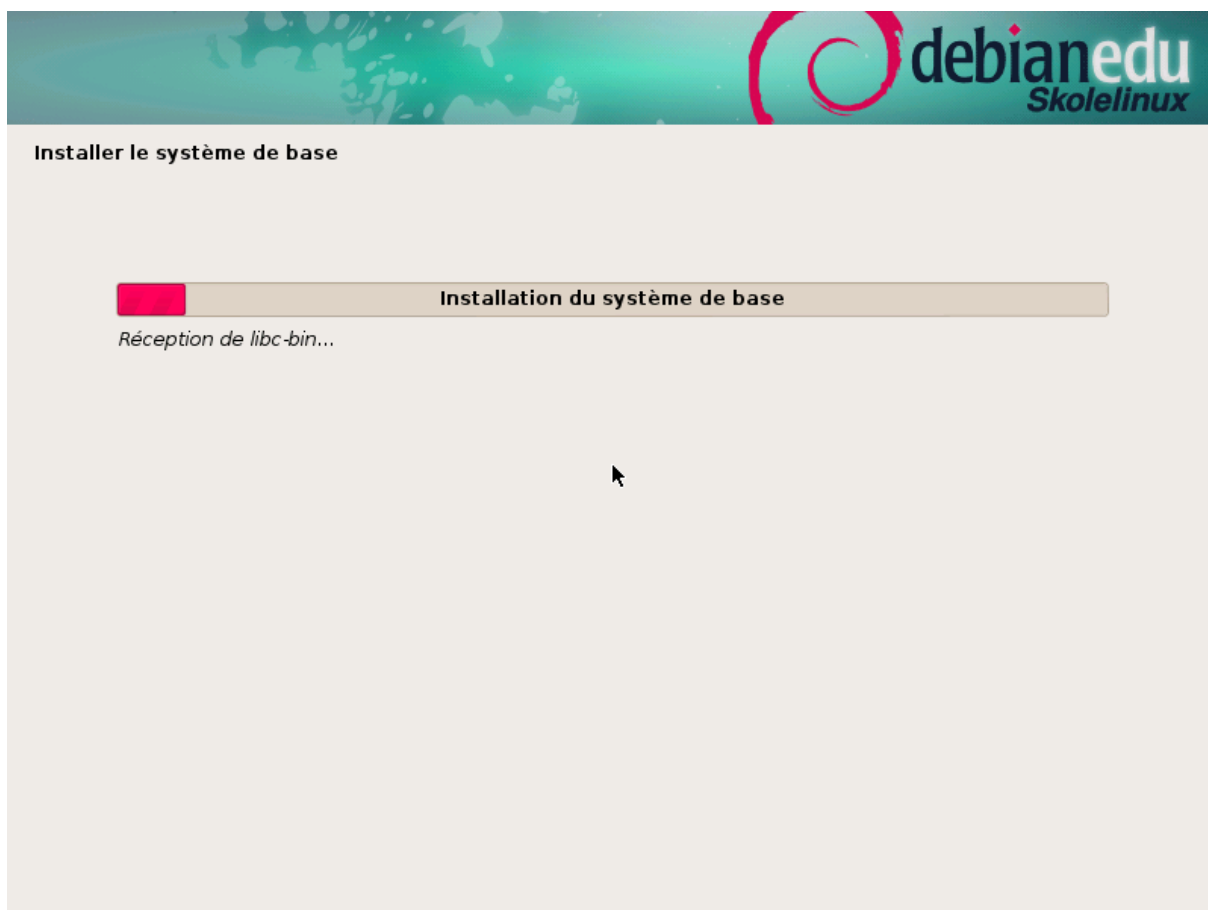 debianedu
Skolelinux
Installer le système de base
Installation du système de base
Réception de libc-bin...